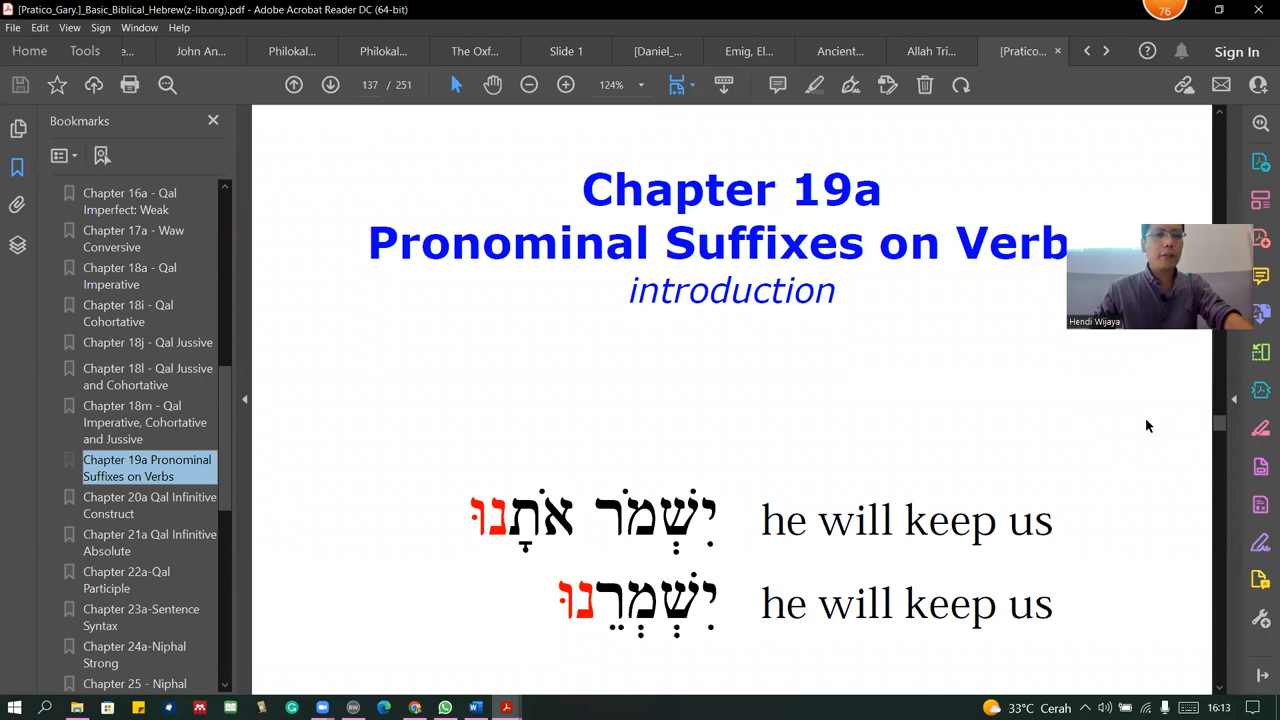 [Pratico_Gary.]_Basic_Biblical_Hebrew(z-lib.org).pdf - Adobe Acrobat Reader DC (64-bit)
76
File Edit View Sign Window Help
Home Tools ...e... John An... Philokal... Philokal... The Oxf... Slide 1 [Daniel_... Emig, El... Ancient... Allah Tri... [Pratico... Sign In
137 / 251 124%
Bookmarks
Chapter 16a - Qal
Imperfect: Weak
Chapter 17a - Waw
Conversive
Chapter 18a - Qal
Imperative
Chapter 18i - Qal
Cohortative
Chapter 18j - Qal Jussive
Chapter 18l - Qal Jussive
and Cohortative
Chapter 18m - Qal
Imperative, Cohortative
and Jussive
Chapter 19a Pronominal
Suffixes on Verbs
Chapter 20a Qal Infinitive
Construct
Chapter 21a Qal Infinitive
Absolute
Chapter 22a-Qal
Participle
Chapter 23a-Sentence
Syntax
Chapter 24a-Niphal
Strong
Chapter 25 - Niphal
Chapter 19a
Pronominal Suffixes on Verb
introduction
Hendi Wijaya
יִשְׁמֹר אֹתָנוּ he will keep us
יִשְׁמְרֵנוּ he will keep us
33°C Cerah
16:13